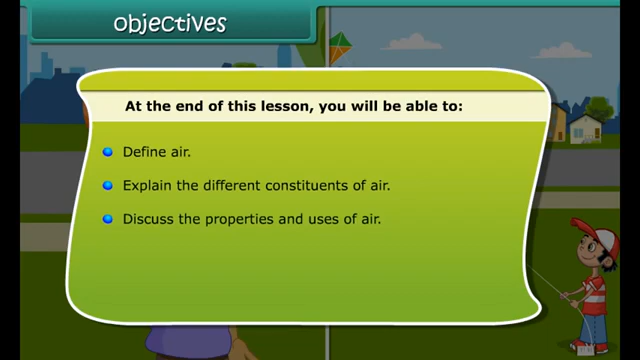 objectives
At the end of this lesson, you will be able to:
Define air.
Explain the different constituents of air.
Discuss the properties and uses of air.